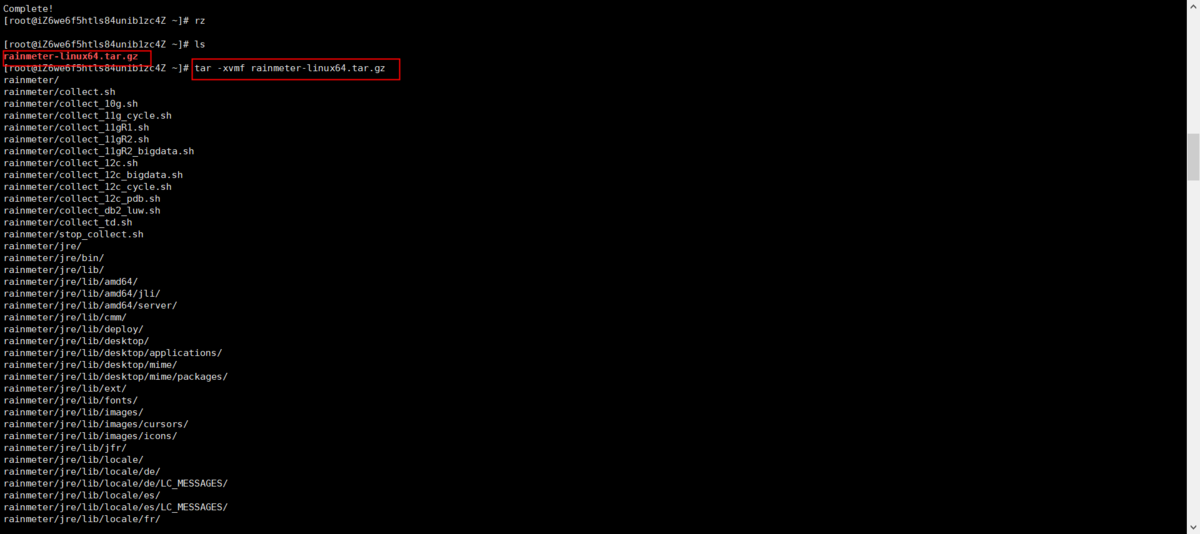 Complete!
[root@iZ6we6f5htls84unib1zc4Z ~]# rz
[root@iZ6we6f5htls84unib1zc4Z ~]# ls
rainmeter-linux64.tar.gz
[root@iZ6we6f5htls84unib1zc4Z ~]# tar -xvmf rainmeter-linux64.tar.gz
rainmeter/
rainmeter/collect.sh
rainmeter/collect_10g.sh
rainmeter/collect_11g_cycle.sh
rainmeter/collect_11gR1.sh
rainmeter/collect_11gR2.sh
rainmeter/collect_11gR2_bigdata.sh
rainmeter/collect_12c.sh
rainmeter/collect_12c_bigdata.sh
rainmeter/collect_12c_cycle.sh
rainmeter/collect_12c_pdb.sh
rainmeter/collect_db2_luw.sh
rainmeter/collect_td.sh
rainmeter/stop_collect.sh
rainmeter/jre/
rainmeter/jre/bin/
rainmeter/jre/lib/
rainmeter/jre/lib/amd64/
rainmeter/jre/lib/amd64/jli/
rainmeter/jre/lib/amd64/server/
rainmeter/jre/lib/cmm/
rainmeter/jre/lib/deploy/
rainmeter/jre/lib/desktop/
rainmeter/jre/lib/desktop/applications/
rainmeter/jre/lib/desktop/mime/
rainmeter/jre/lib/desktop/mime/packages/
rainmeter/jre/lib/ext/
rainmeter/jre/lib/fonts/
rainmeter/jre/lib/images/
rainmeter/jre/lib/images/cursors/
rainmeter/jre/lib/images/icons/
rainmeter/jre/lib/jfr/
rainmeter/jre/lib/locale/
rainmeter/jre/lib/locale/de/
rainmeter/jre/lib/locale/de/LC_MESSAGES/
rainmeter/jre/lib/locale/es/
rainmeter/jre/lib/locale/es/LC_MESSAGES/
rainmeter/jre/lib/locale/fr/